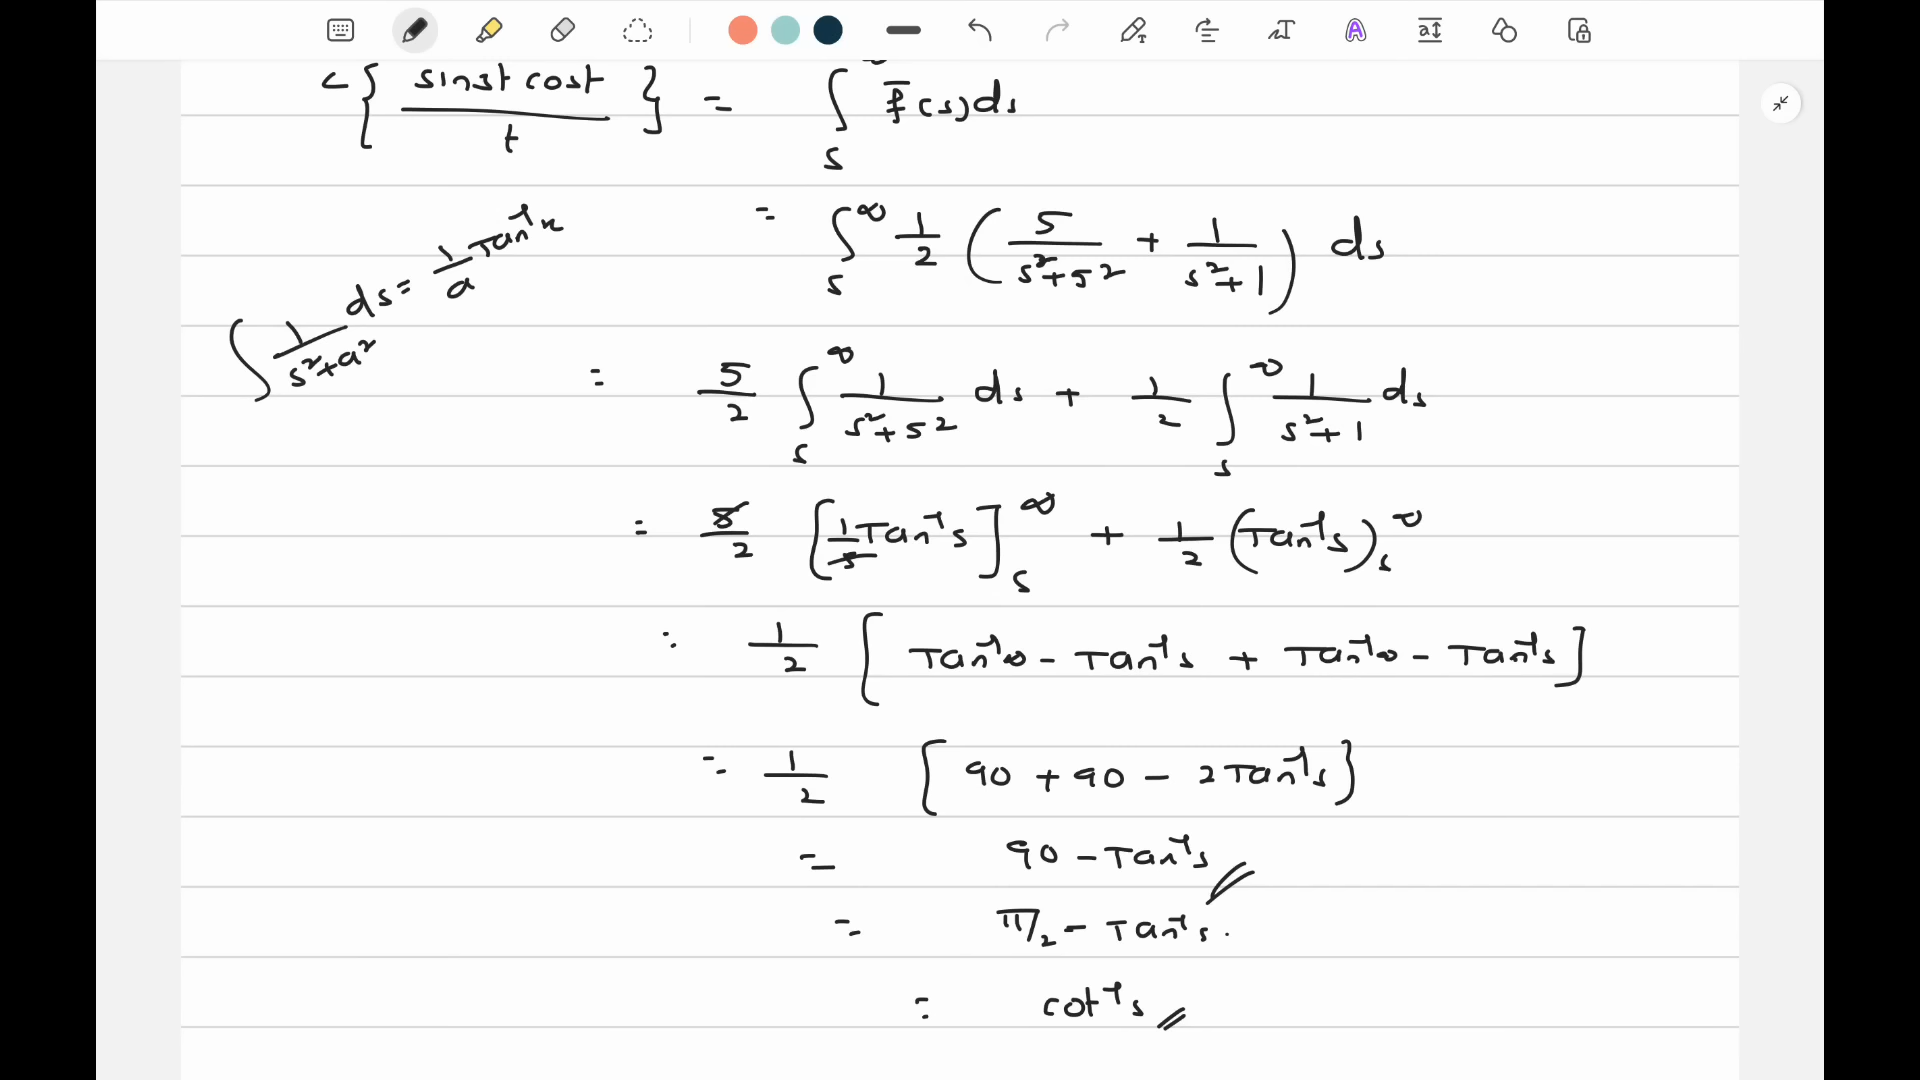 L{ sin3t cost / t } = ∫_s^∞ f̄(s)ds
= ∫_s^∞ 1/2 ( 5/(s²+5²) + 1/(s²+1) ) ds
∫ 1/(s²+a²) ds = 1/a Tan⁻¹x
= 5/2 ∫_s^∞ 1/(s²+5²) ds + 1/2 ∫_s^∞ 1/(s²+1) ds
= 5/2 [ 1/5 Tan⁻¹s ]_s^∞ + 1/2 (Tan⁻¹s)_s^∞
= 1/2 [ Tan⁻¹∞ - Tan⁻¹s + Tan⁻¹∞ - Tan⁻¹s ]
= 1/2 [ 90 + 90 - 2Tan⁻¹s ]
= 90 - Tan⁻¹s
= π/2 - Tan⁻¹s.
= cot⁻¹s